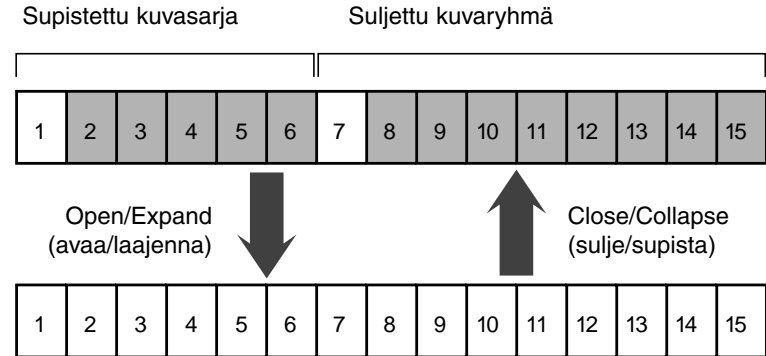 Supistettu kuvasarja Suljettu kuvaryhmä
1 2 3 4 5 6 7 8 9 10 11 12 13 14 15
Open/Expand
(avaa/laajenna)
Close/Collapse
(sulje/supista)
1 2 3 4 5 6 7 8 9 10 11 12 13 14 15